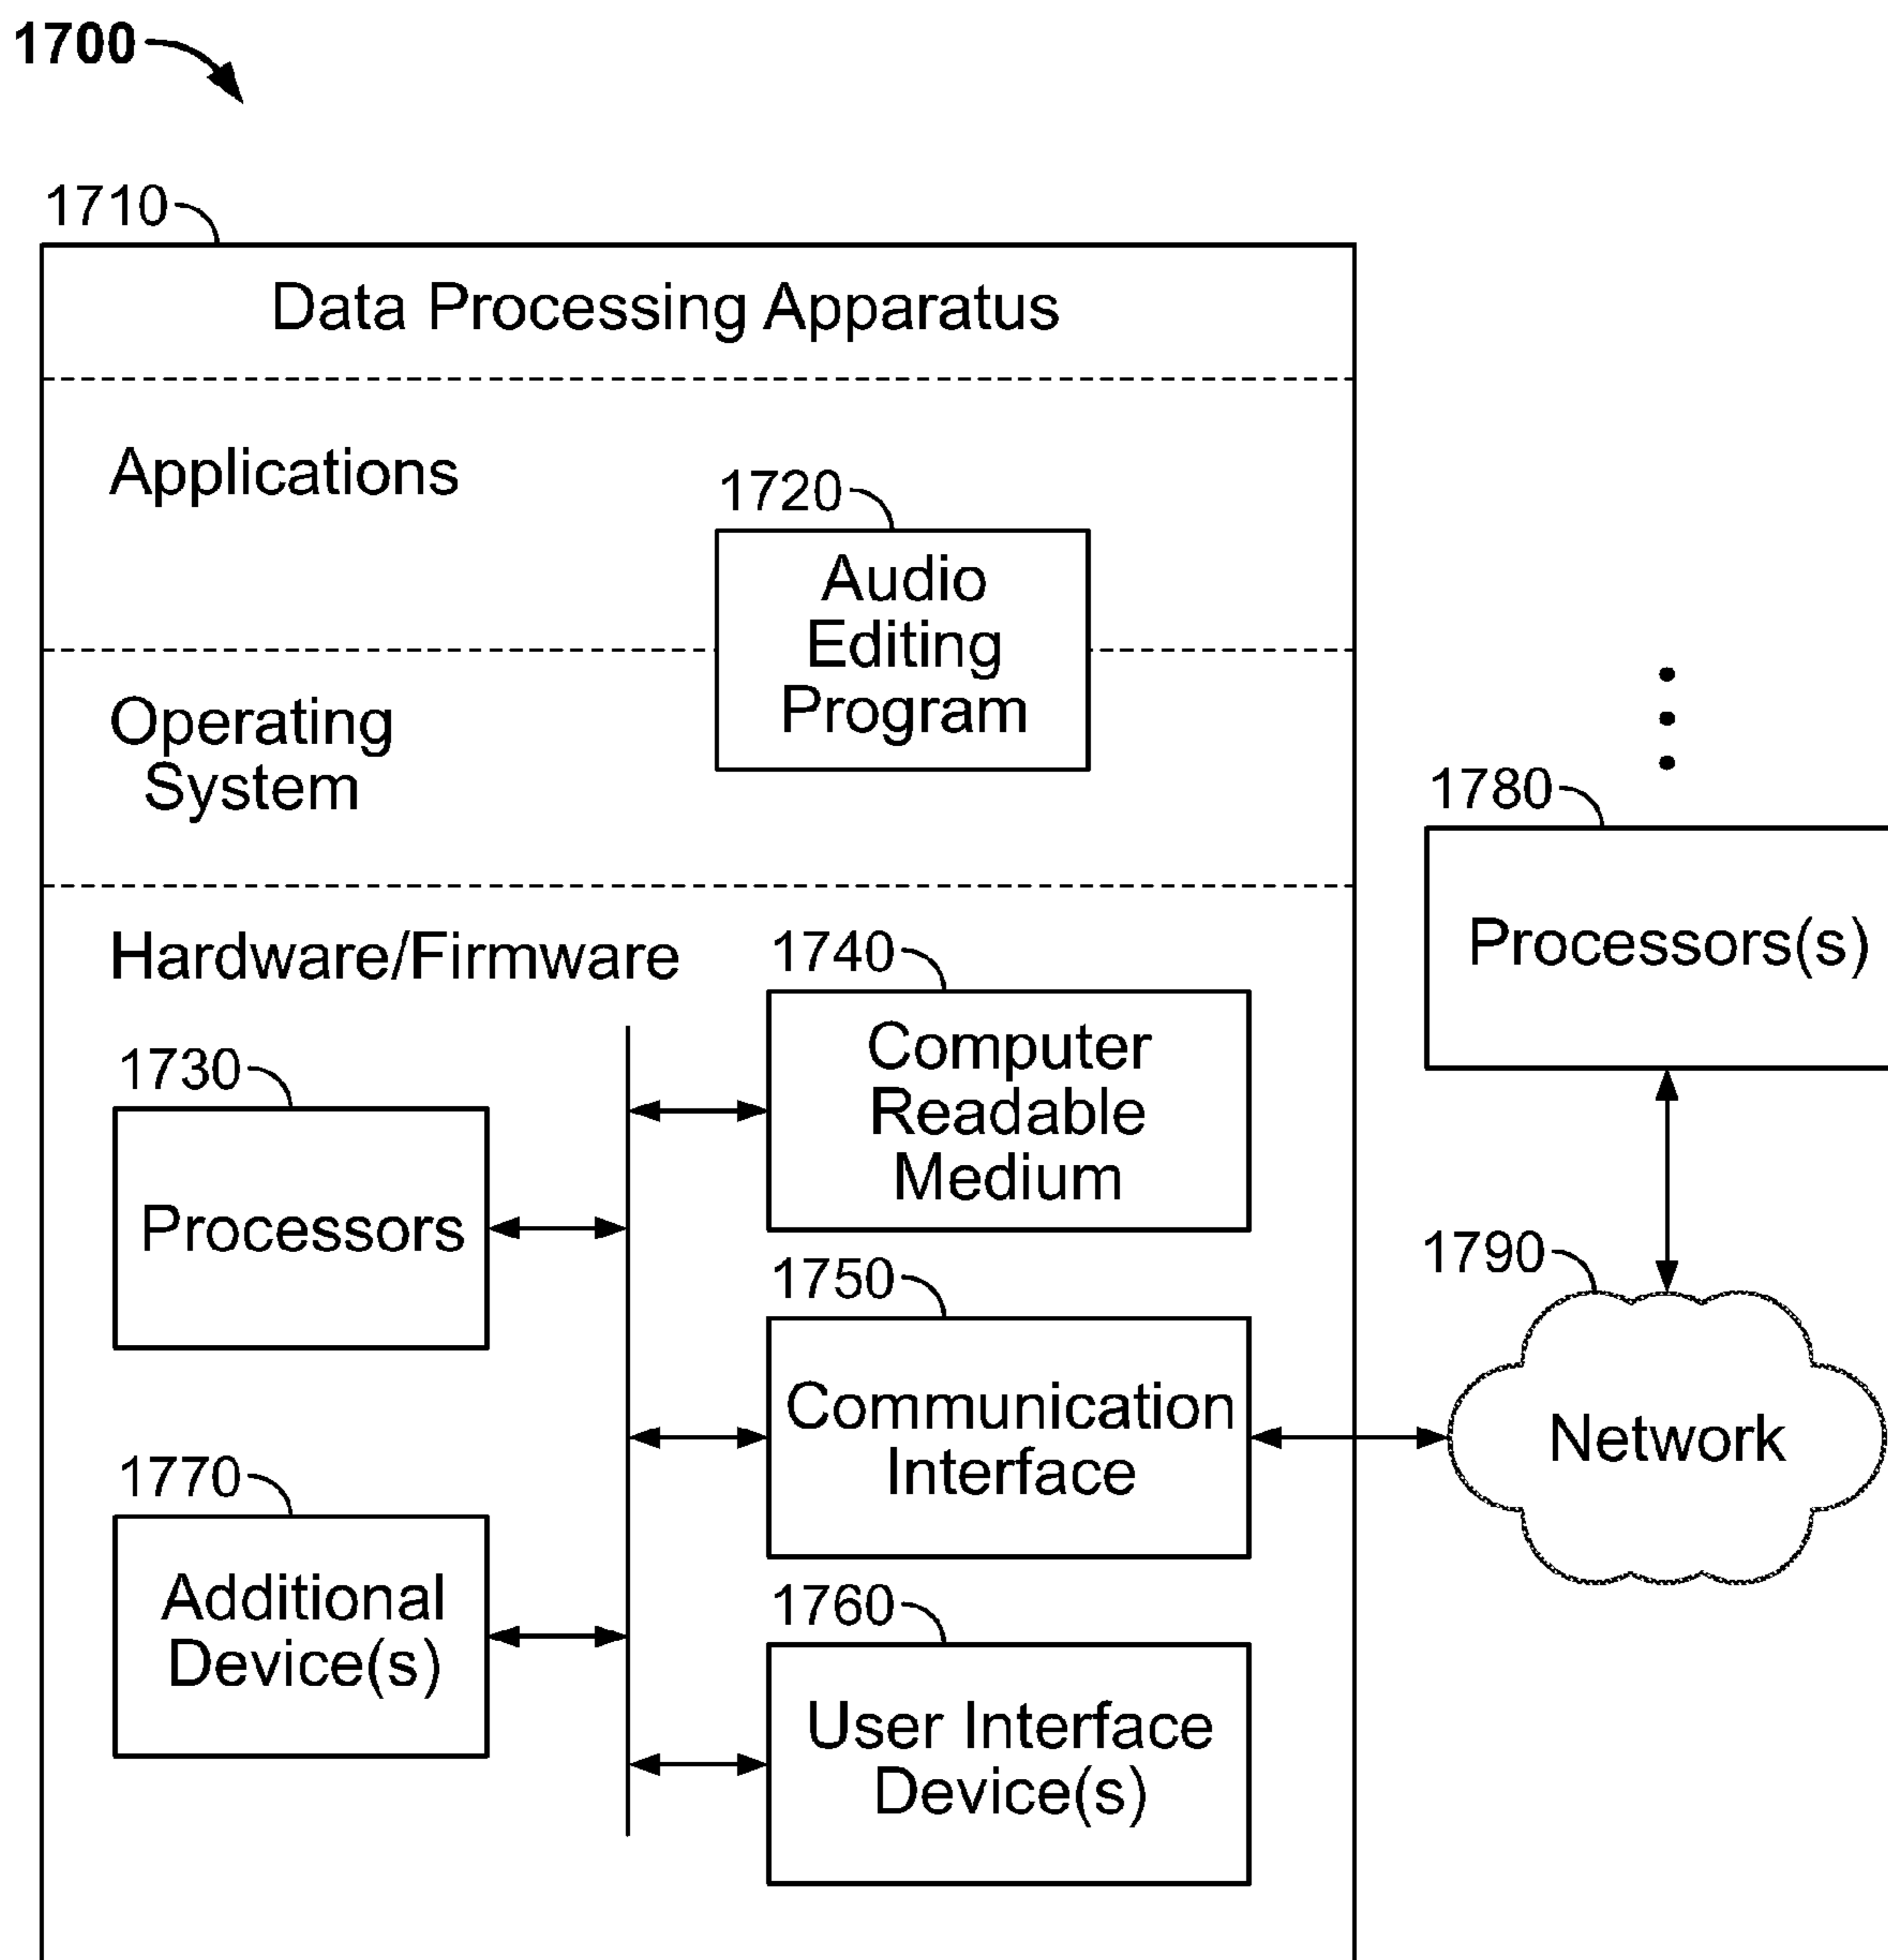 1700
1710
Data Processing Apparatus
Applications
1720
Audio
Editing
Program
Operating
System
1780
Processors(s)
Hardware/Firmware
1740
Computer
Readable
Medium
1730
Processors
1790
Network
1750
Communication
Interface
1770
Additional
Device(s)
1760
User Interface
Device(s)